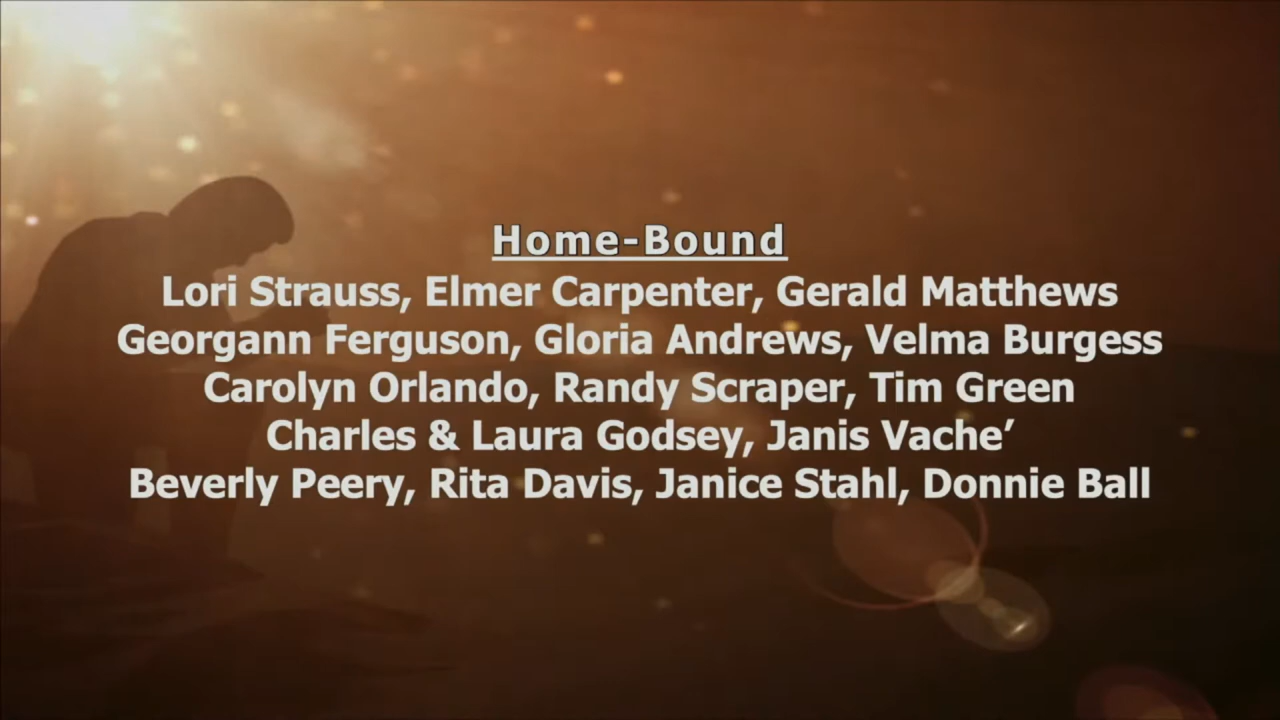 Home-Bound
Lori Strauss, Elmer Carpenter, Gerald Matthews
Georgann Ferguson, Gloria Andrews, Velma Burgess
Carolyn Orlando, Randy Scraper, Tim Green
Charles & Laura Godsey, Janis Vache’
Beverly Peery, Rita Davis, Janice Stahl, Donnie Ball